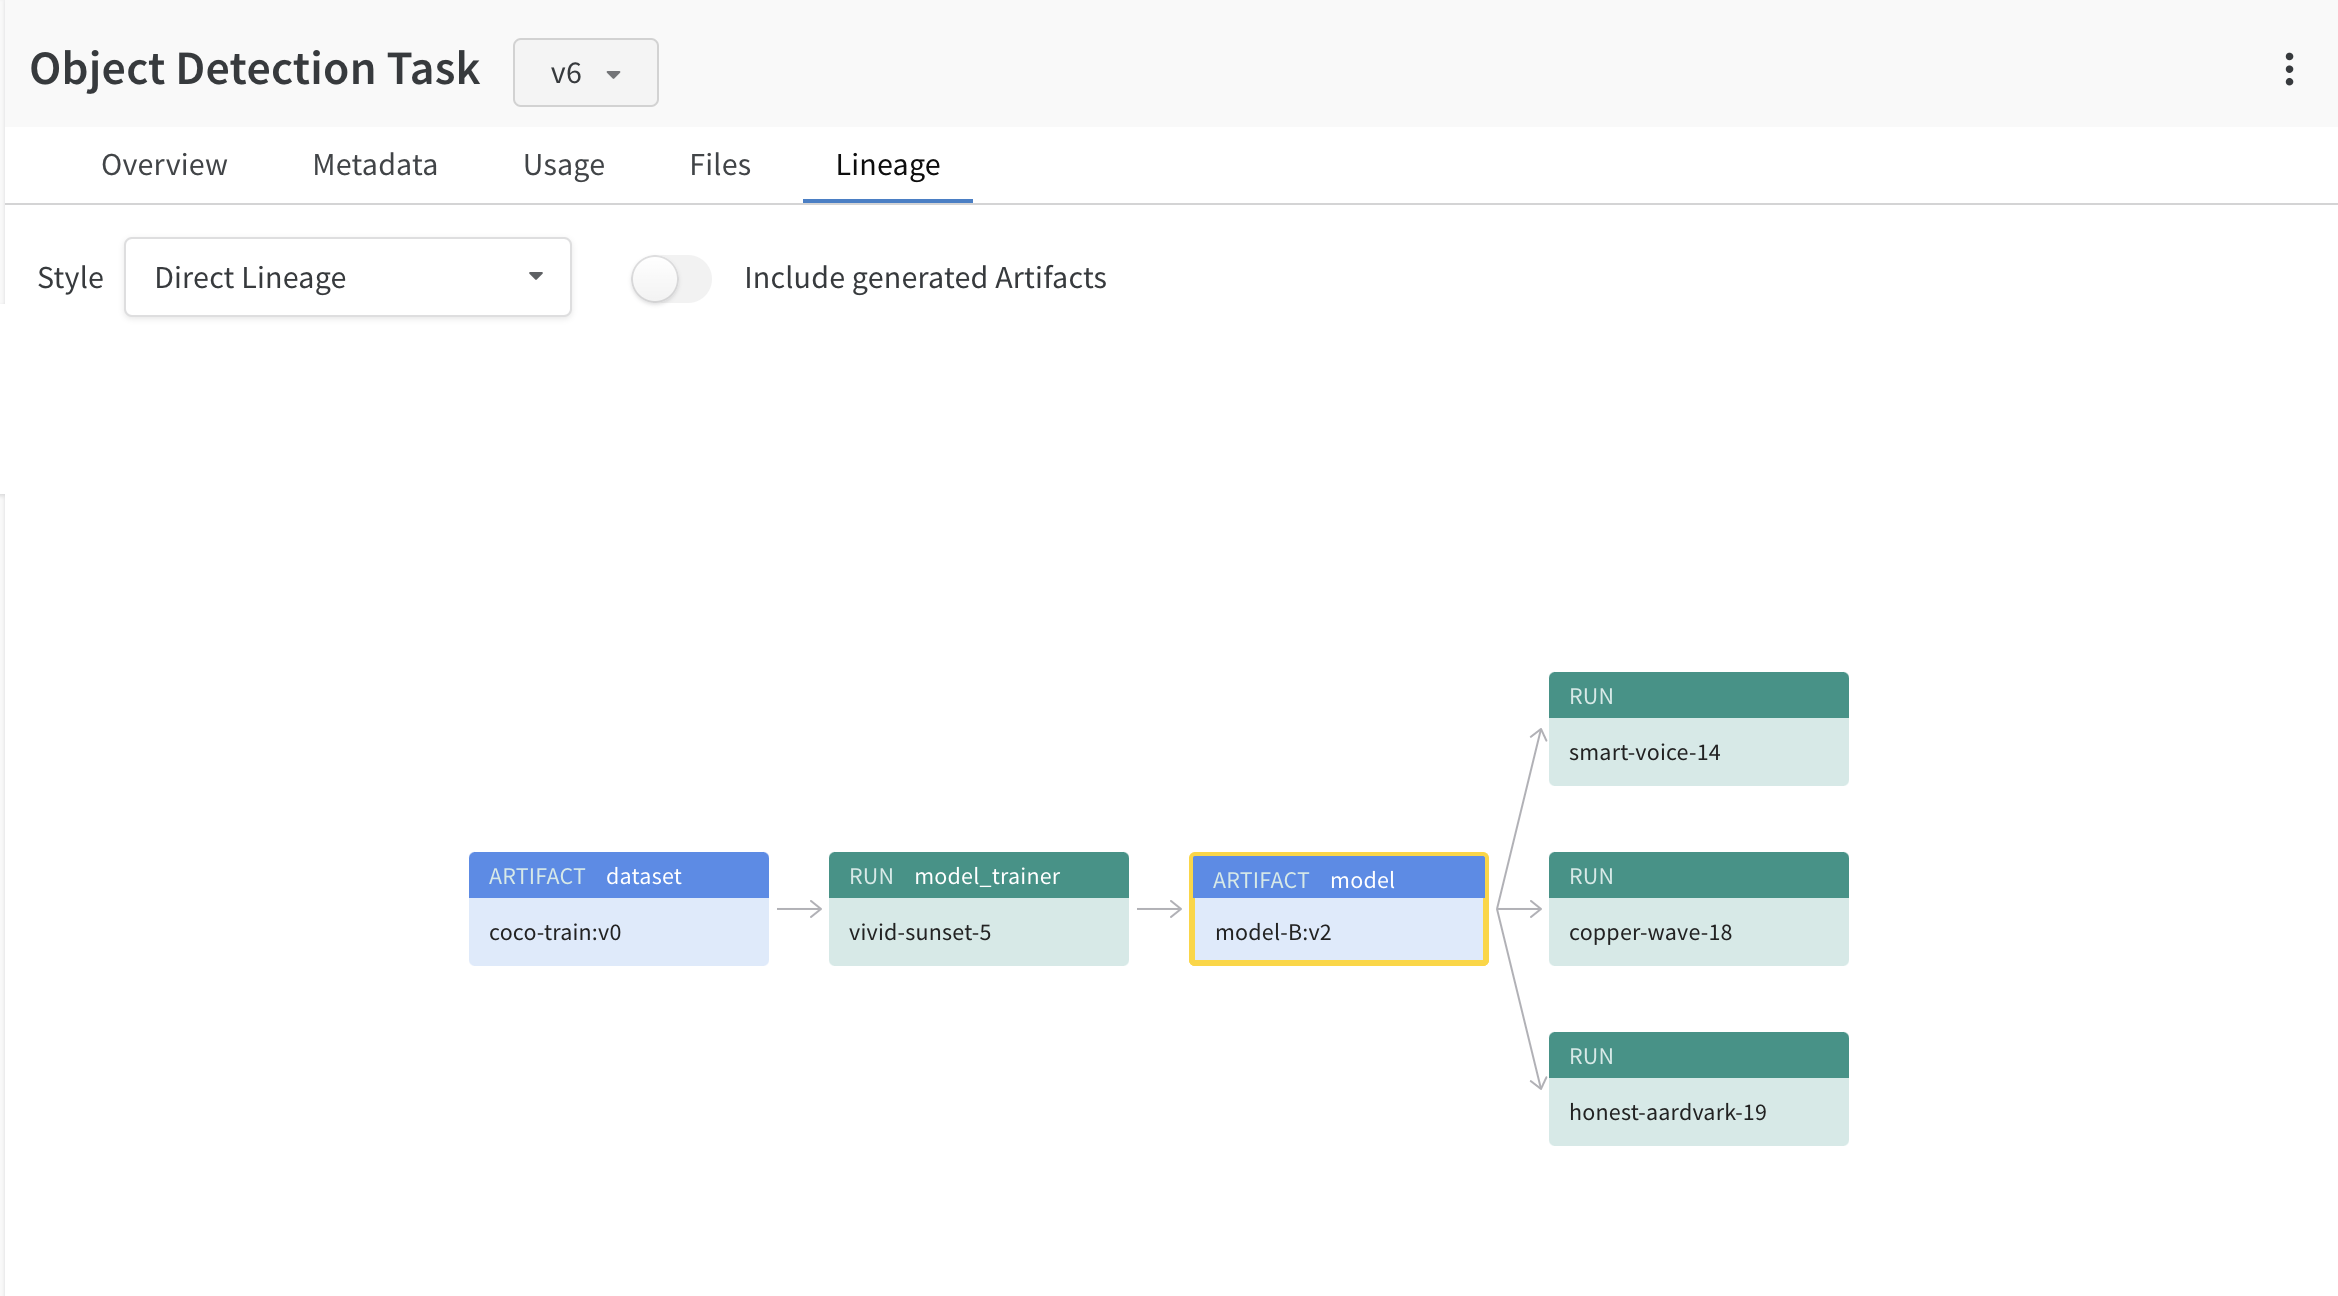 Object Detection Task v6
Overview Metadata Usage Files Lineage
Style Direct Lineage Include generated Artifacts
RUN
smart-voice-14
ARTIFACT dataset
coco-train:v0
RUN model_trainer
vivid-sunset-5
ARTIFACT model
model-B:v2
RUN
copper-wave-18
RUN
honest-aardvark-19